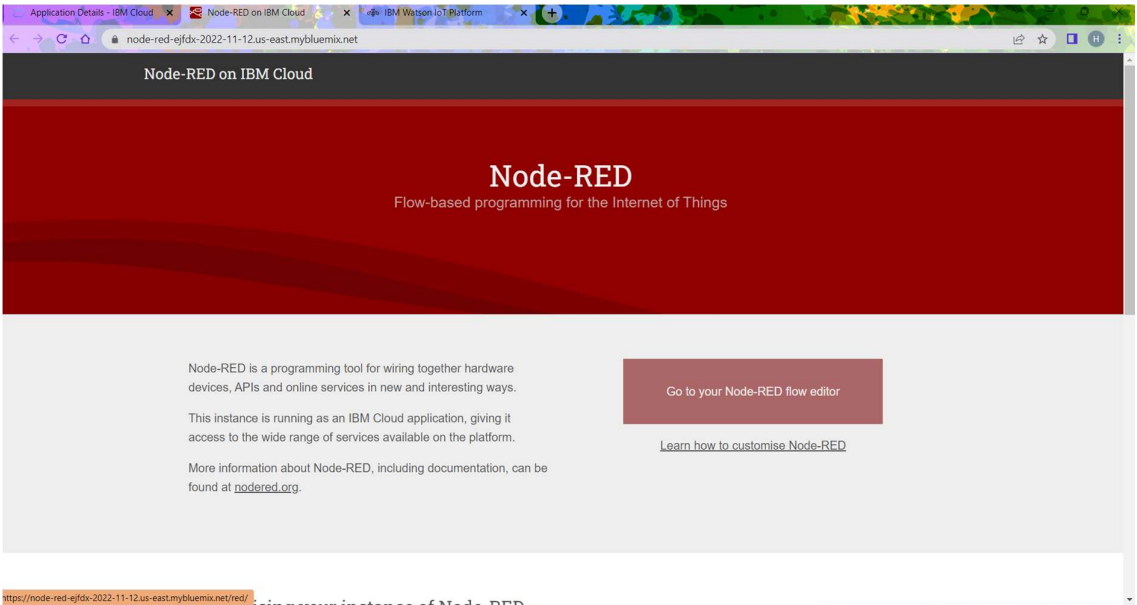 Application Details - IBM Cloud
Node-RED on IBM Cloud
IBM Watson IoT Platform
node-red-ejfdx-2022-11-12.us-east.mybluemix.net
H
Node-RED on IBM Cloud
Node-RED
Flow-based programming for the Internet of Things
Node-RED is a programming tool for wiring together hardware
devices, APIs and online services in new and interesting ways.
This instance is running as an IBM Cloud application, giving it
access to the wide range of services available on the platform.
More information about Node-RED, including documentation, can be
found at nodered.org.
Go to your Node-RED flow editor
Learn how to customise Node-RED
your instance of Node-RED
https://node-red-ejfdx-2022-11-12.us-east.mybluemix.net/red/